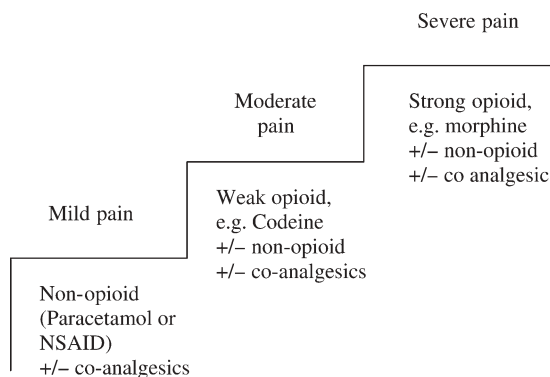 Severe pain
Moderate
pain
Strong opioid,
e.g. morphine
+/– non-opioid
+/– co analgesic
Mild pain
Weak opioid,
e.g. Codeine
+/– non-opioid
+/– co-analgesics
Non-opioid
(Paracetamol or
NSAID)
+/– co-analgesics